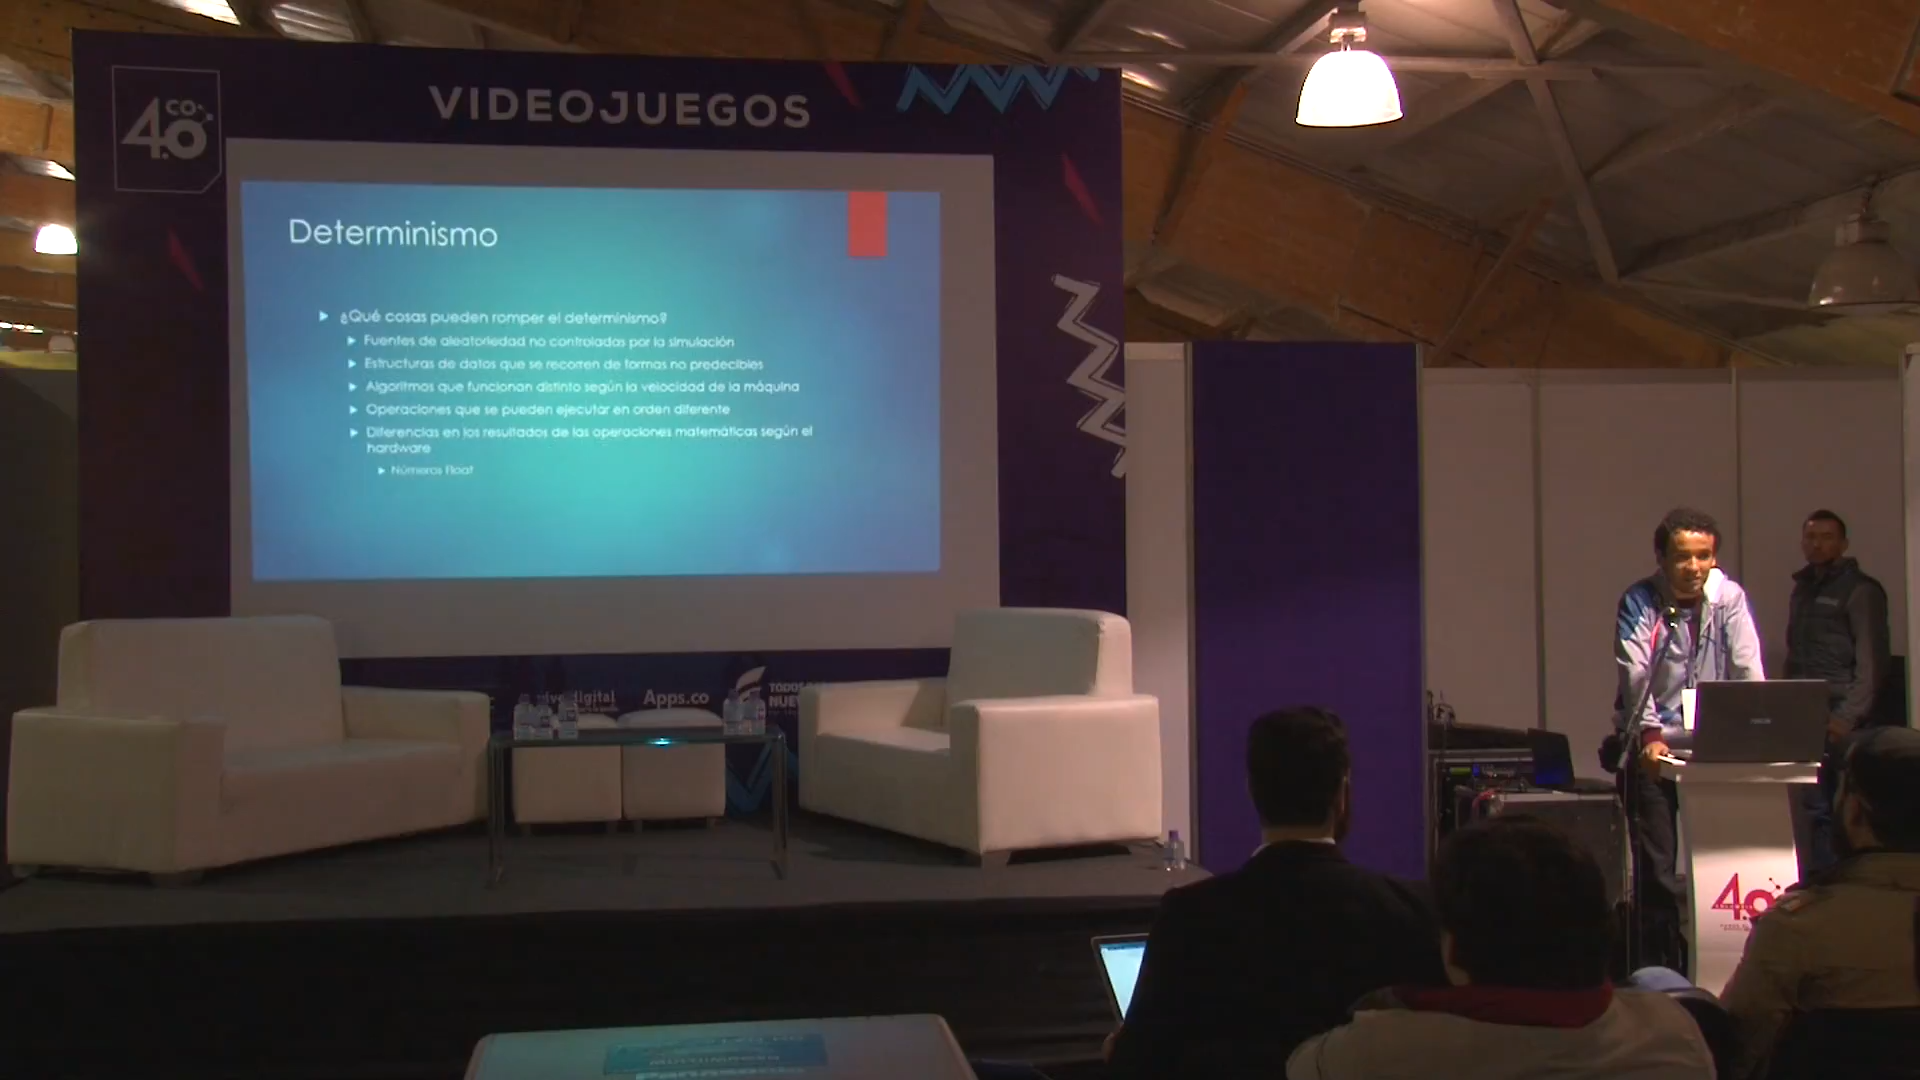 CO
4.0
VIDEOJUEGOS
Determinismo
¿Qué cosas pueden romper el determinismo?
Fuentes de aleatoriedad no controladas por la simulación
Estructuras de datos que se recorren de formas no predecibles
Algoritmos que funcionan distinto según la velocidad de la máquina
Operaciones que se pueden ejecutar en orden diferente
Diferencias en los resultados de las operaciones matemáticas según el
hardware
Números Float
digital
Apps.co
4.0